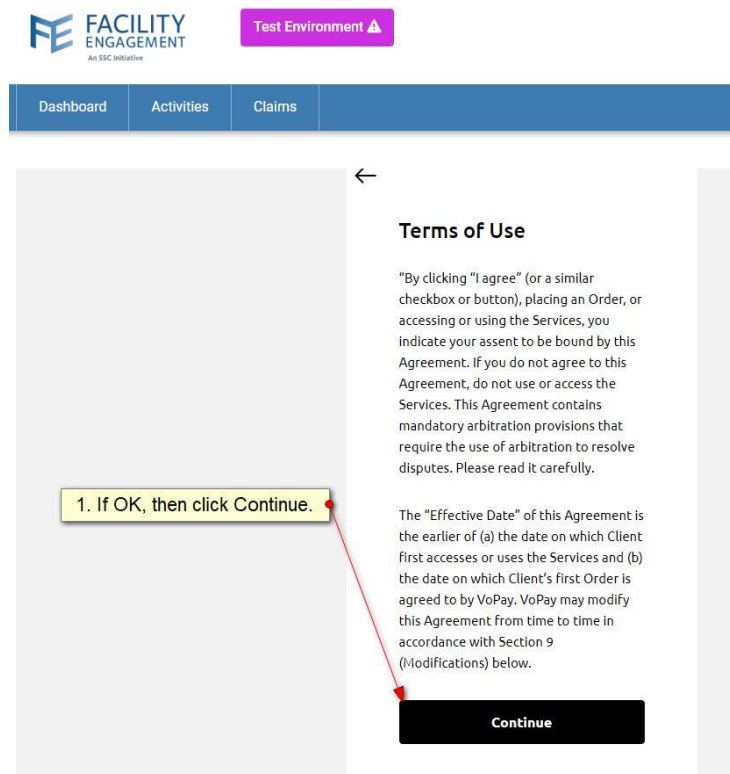 FACILITY
ENGAGEMENT
An SSC Initiative
Test Environment
Dashboard
Activities
Claims
Terms of Use
“By clicking “I agree” (or a similar
checkbox or button), placing an Order, or
accessing or using the Services, you
indicate your assent to be bound by this
Agreement. If you do not agree to this
Agreement, do not use or access the
Services. This Agreement contains
mandatory arbitration provisions that
require the use of arbitration to resolve
disputes. Please read it carefully.
1. If OK, then click Continue.
The “Effective Date” of this Agreement is
the earlier of (a) the date on which Client
first accesses or uses the Services and (b)
the date on which Client’s first Order is
agreed to by VoPay. VoPay may modify
this Agreement from time to time in
accordance with Section 9
(Modifications) below.
Continue